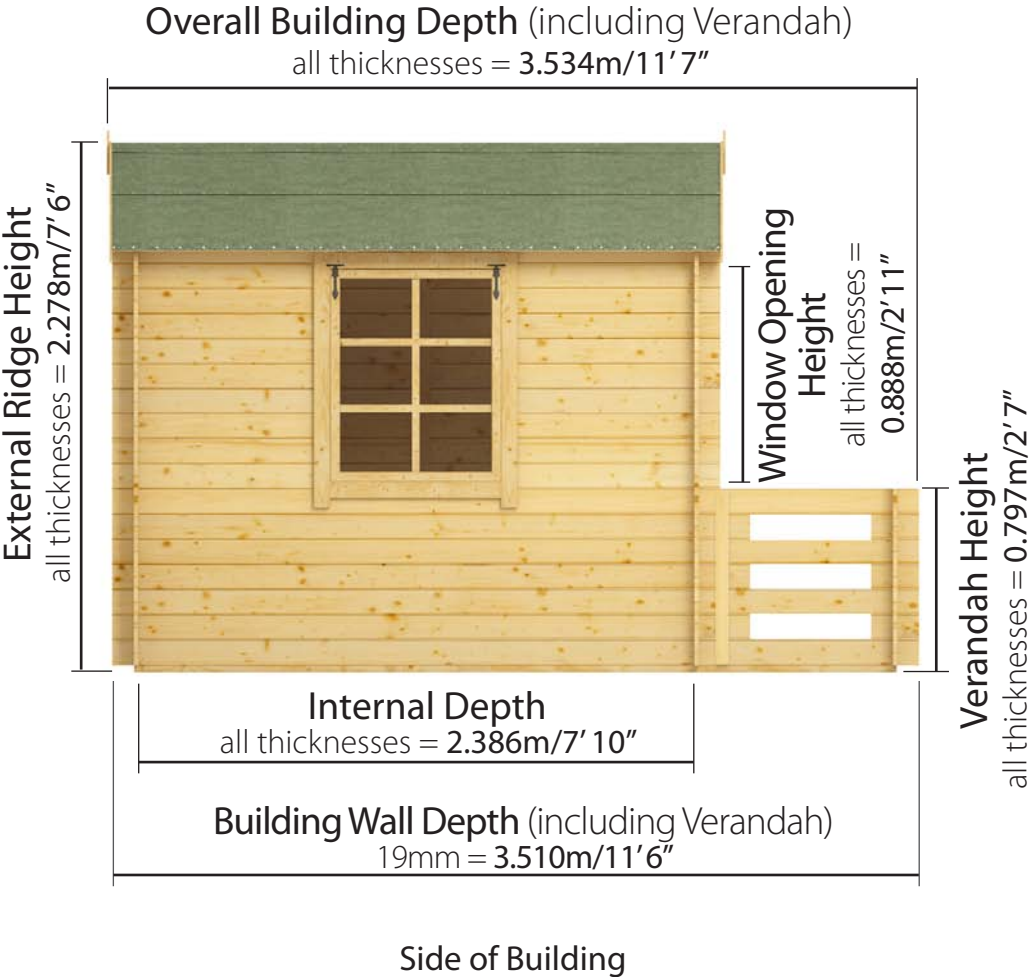 Overall Building Depth (including Verandah)
all thicknesses = 3.534m/11’ 7”
External Ridge Height
all thicknesses = 2.278m/7’ 6”
Window Opening
Height
all thicknesses =
0.888m/2’ 11”
Verandah Height
all thicknesses = 0.797m/2’ 7”
Internal Depth
all thicknesses = 2.386m/7’ 10”
Building Wall Depth (including Verandah)
19mm = 3.510m/11’ 6”
Side of Building